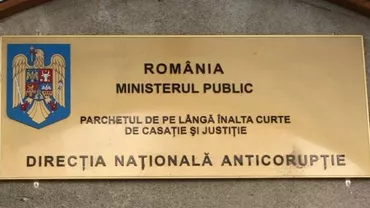 ROMÂNIA
MINISTERUL PUBLIC
PARCHETUL DE PE LÂNGĂ ÎNALTA CURTE
DE CASAȚIE ȘI JUSTIȚIE
DIRECȚIA NAȚIONALĂ ANTICORUPȚIE